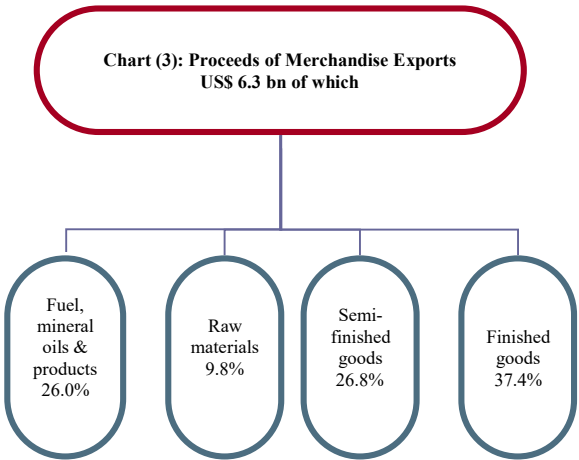 Chart (3): Proceeds of Merchandise Exports
US$ 6.3 bn of which
Fuel,
mineral
oils &
products
26.0%
Raw
materials
9.8%
Semi-
finished
goods
26.8%
Finished
goods
37.4%